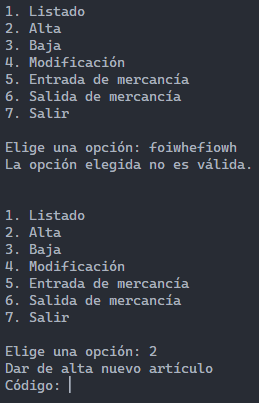 1. Listado
2. Alta
3. Baja
4. Modificación
5. Entrada de mercancía
6. Salida de mercancía
7. Salir
Elige una opción: foiwhefiowh
La opción elegida no es válida.
1. Listado
2. Alta
3. Baja
4. Modificación
5. Entrada de mercancía
6. Salida de mercancía
7. Salir
Elige una opción: 2
Dar de alta nuevo artículo
Código: